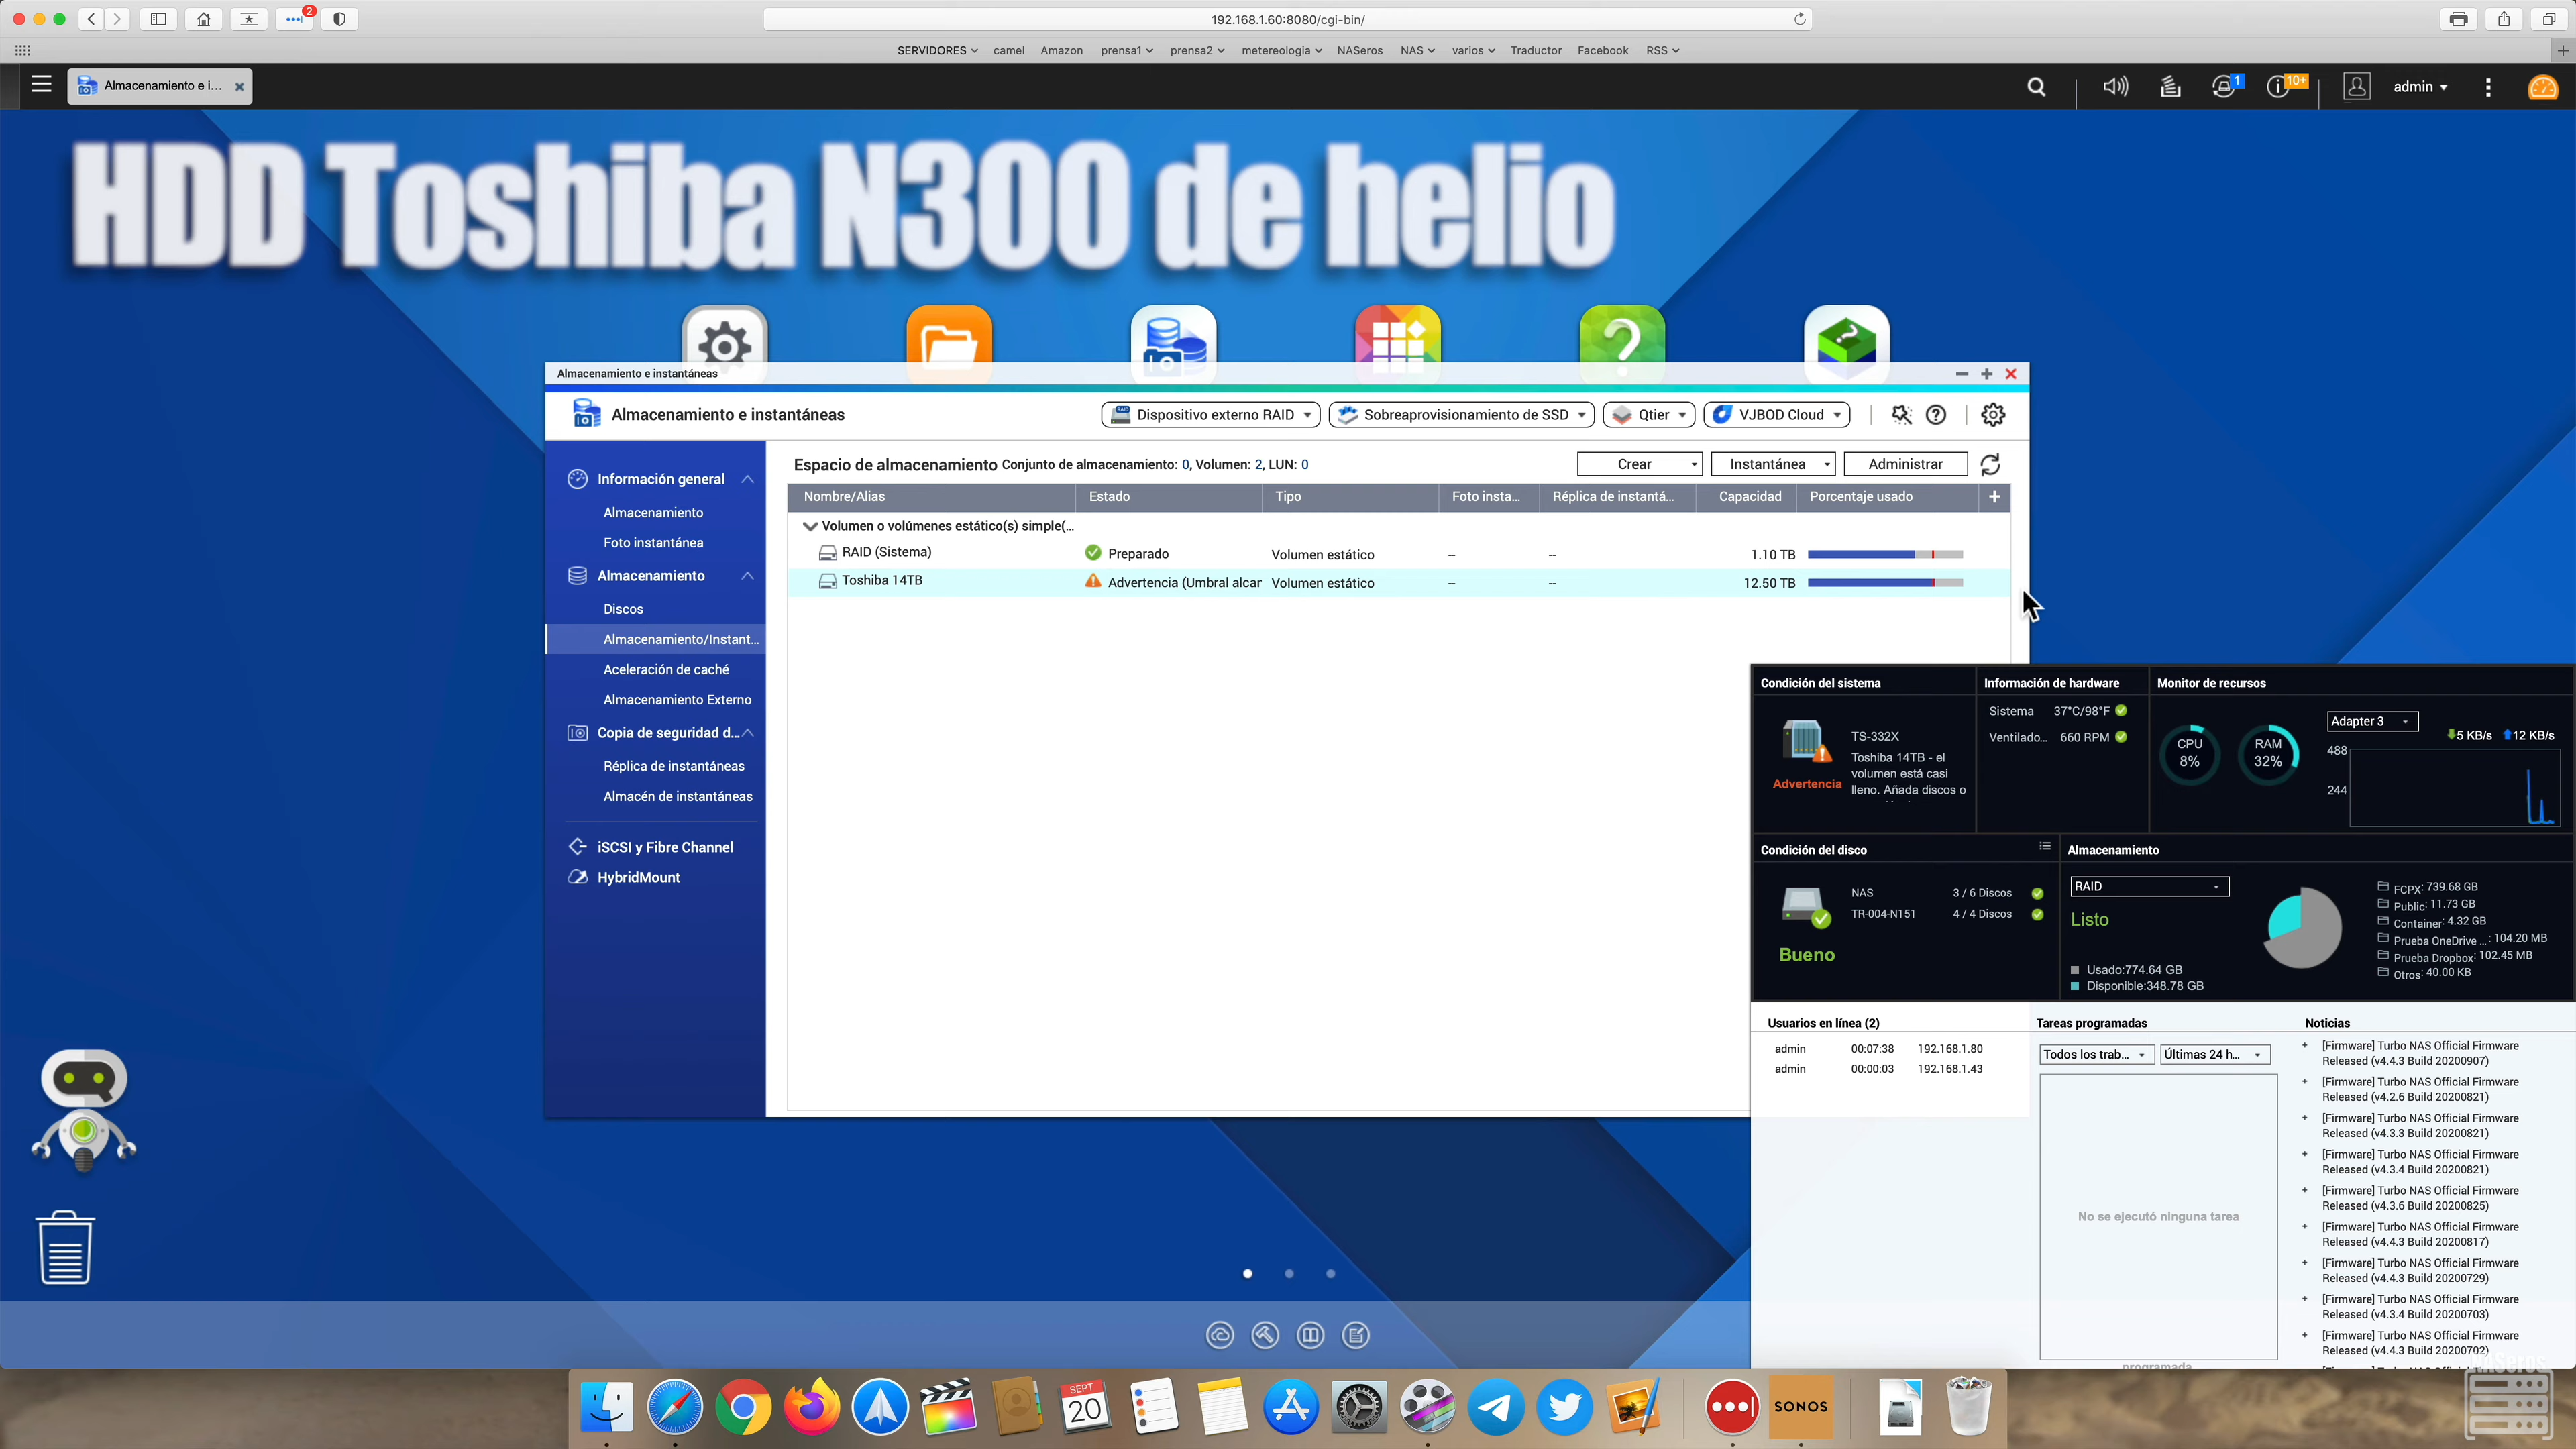 2
192.168.1.60:8080/cgi-bin/
SERVIDORES camel Amazon prensa1 prensa2 metereologia NASeros NAS varios Traductor Facebook RSS
Almacenamiento e i...
1
10+
admin
HDD Toshiba N300 de helio
Almacenamiento e instantáneas
Almacenamiento e instantáneas
RAID
Dispositivo externo RAID
Sobreaprovisionamiento de SSD
Qtier
VJBOD Cloud
Información general
Almacenamiento
Foto instantánea
Almacenamiento
Discos
Almacenamiento/Instant...
Aceleración de caché
Almacenamiento Externo
Copia de seguridad d...
Réplica de instantáneas
Almacén de instantáneas
iSCSI y Fibre Channel
HybridMount
Espacio de almacenamiento Conjunto de almacenamiento: 0, Volumen: 2, LUN: 0
Crear
Instantánea
Administrar
Nombre/Alias Estado Tipo Foto insta... Réplica de instantá... Capacidad Porcentaje usado
Volumen o volúmenes estático(s) simple(...
RAID (Sistema) Preparado Volumen estático -- -- 1.10 TB
Toshiba 14TB Advertencia (Umbral alcar Volumen estático -- -- 12.50 TB
Condición del sistema
TS-332X
Advertencia
Toshiba 14TB - el
volumen está casi
lleno. Añada discos o
Información de hardware
Sistema 37°C/98°F
Ventilado... 660 RPM
Monitor de recursos
CPU
8%
RAM
32%
Adapter 3
5 KB/s 12 KB/s
488
244
Condición del disco
NAS 3 / 6 Discos
TR-004-N151 4 / 4 Discos
Bueno
Almacenamiento
RAID
Listo
Usado:774.64 GB
Disponible:348.78 GB
FCPX: 739.68 GB
Public: 11.73 GB
Container: 4.32 GB
Prueba OneDrive ...: 104.20 MB
Prueba Dropbox: 102.45 MB
Otros: 40.00 KB
Usuarios en línea (2)
admin 00:07:38 192.168.1.80
admin 00:00:03 192.168.1.43
Tareas programadas
Todos los trab...
Últimas 24 h...
No se ejecutó ninguna tarea
programada
Noticias
[Firmware] Turbo NAS Official Firmware
Released (v4.4.3 Build 20200907)
[Firmware] Turbo NAS Official Firmware
Released (v4.2.6 Build 20200821)
[Firmware] Turbo NAS Official Firmware
Released (v4.3.3 Build 20200821)
[Firmware] Turbo NAS Official Firmware
Released (v4.3.4 Build 20200821)
[Firmware] Turbo NAS Official Firmware
Released (v4.3.6 Build 20200825)
[Firmware] Turbo NAS Official Firmware
Released (v4.4.3 Build 20200817)
[Firmware] Turbo NAS Official Firmware
Released (v4.4.3 Build 20200729)
[Firmware] Turbo NAS Official Firmware
Released (v4.3.4 Build 20200703)
[Firmware] Turbo NAS Official Firmware
Released (v4.4.3 Build 20200702)
SEPT
20
SONOS